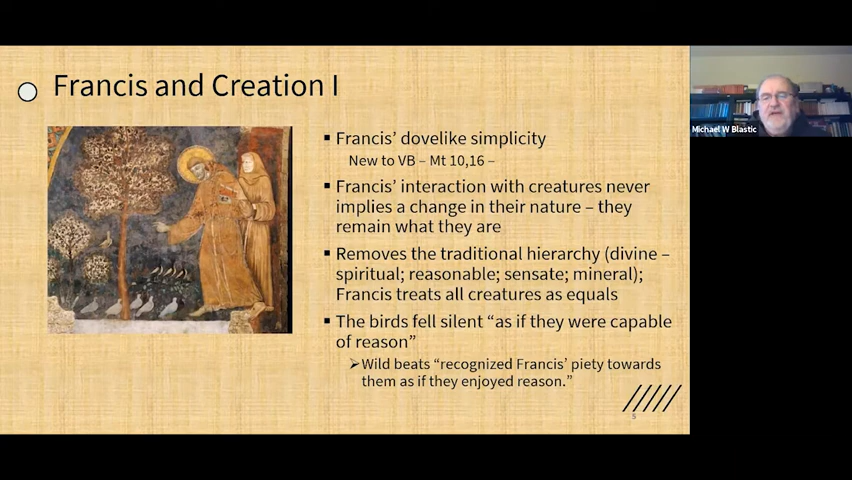 Francis and Creation I
▪ Francis’ dovelike simplicity
New to VB – Mt 10,16 –
▪ Francis’ interaction with creatures never
implies a change in their nature – they
remain what they are
▪ Removes the traditional hierarchy (divine –
spiritual; reasonable; sensate; mineral);
Francis treats all creatures as equals
▪ The birds fell silent “as if they were capable
of reason”
➢Wild beats “recognized Francis’ piety towards
them as if they enjoyed reason.”
5
Michael W Blastic